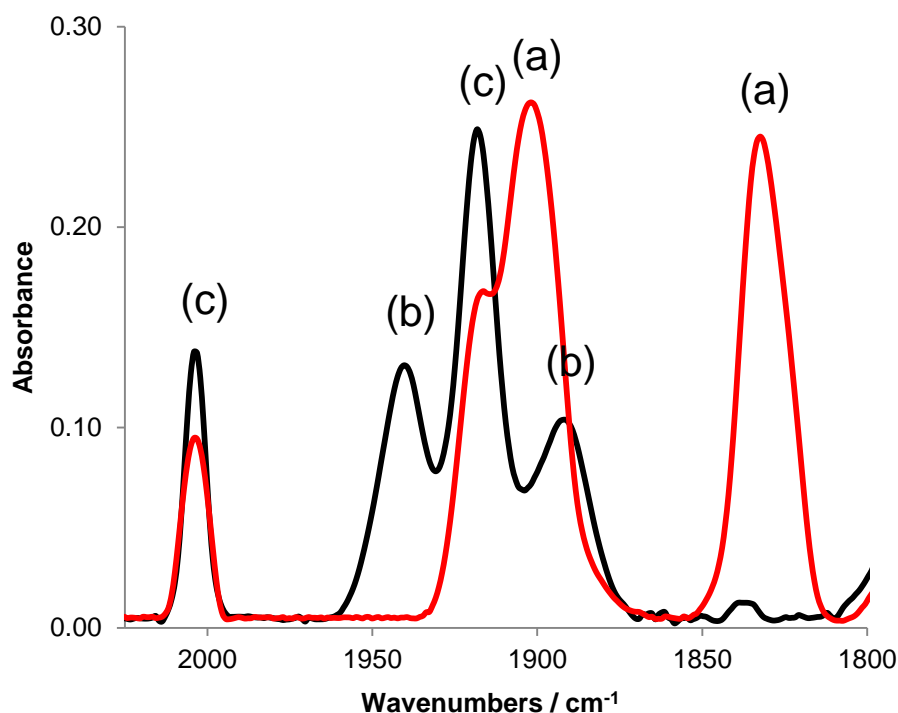 0.30
(a)
(c)
(a)
0.20
(c)
(b)
(b)
Absorbance
0.10
0.00
2000
1950
1900
1850
1800
Wavenumbers / cm⁻¹